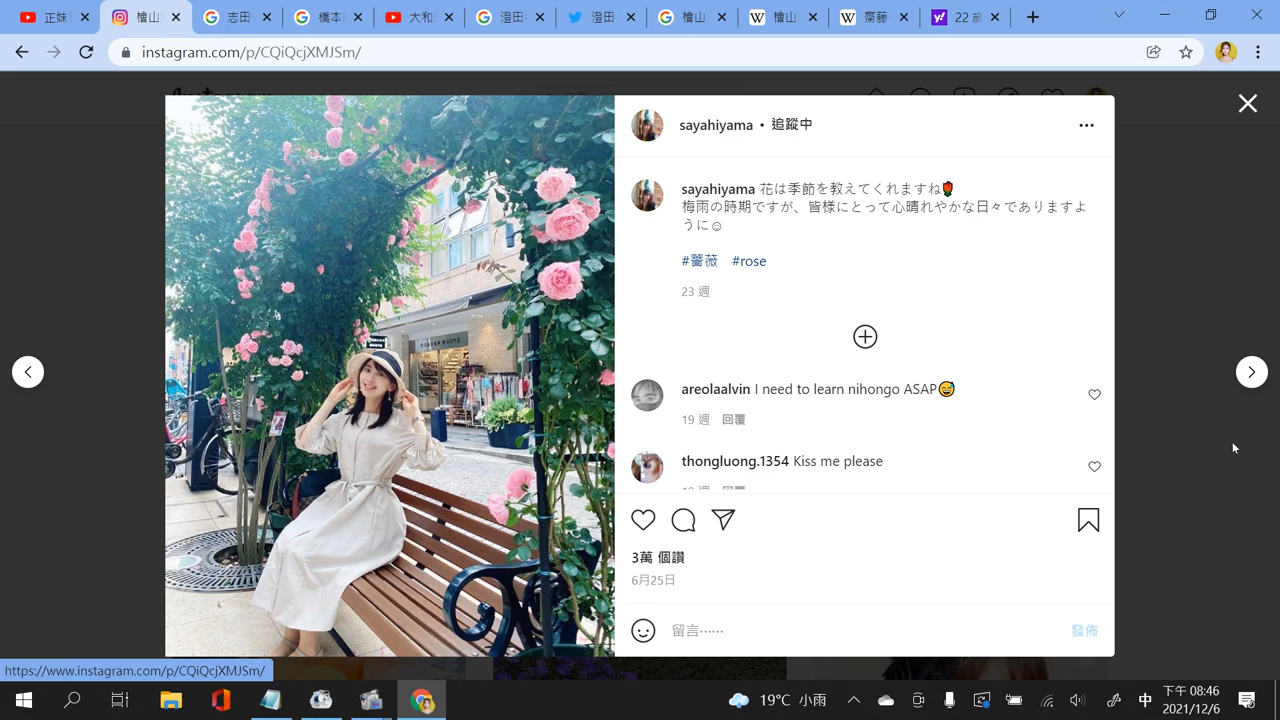 正妹
檜山
志田
橋本
大和
澄田
澄田
檜山
檜山
齋藤
22 歲
instagram.com/p/CQiQcjXMJSm/
sayahiyama • 追蹤中
sayahiyama 花は季節を教えてくれますね🌹
梅雨の時期ですが、皆様にとって心晴れやかな日々でありますよ
うに☺
#薔薇 #rose
23 週
areolaalvin I need to learn nihongo ASAP😅
19 週 回覆
thongluong.1354 Kiss me please
3萬 個讚
6月25日
留言⋯⋯
發佈
https://www.instagram.com/p/CQiQcjXMJSm/
19°C 小雨
中
下午 08:46
2021/12/6